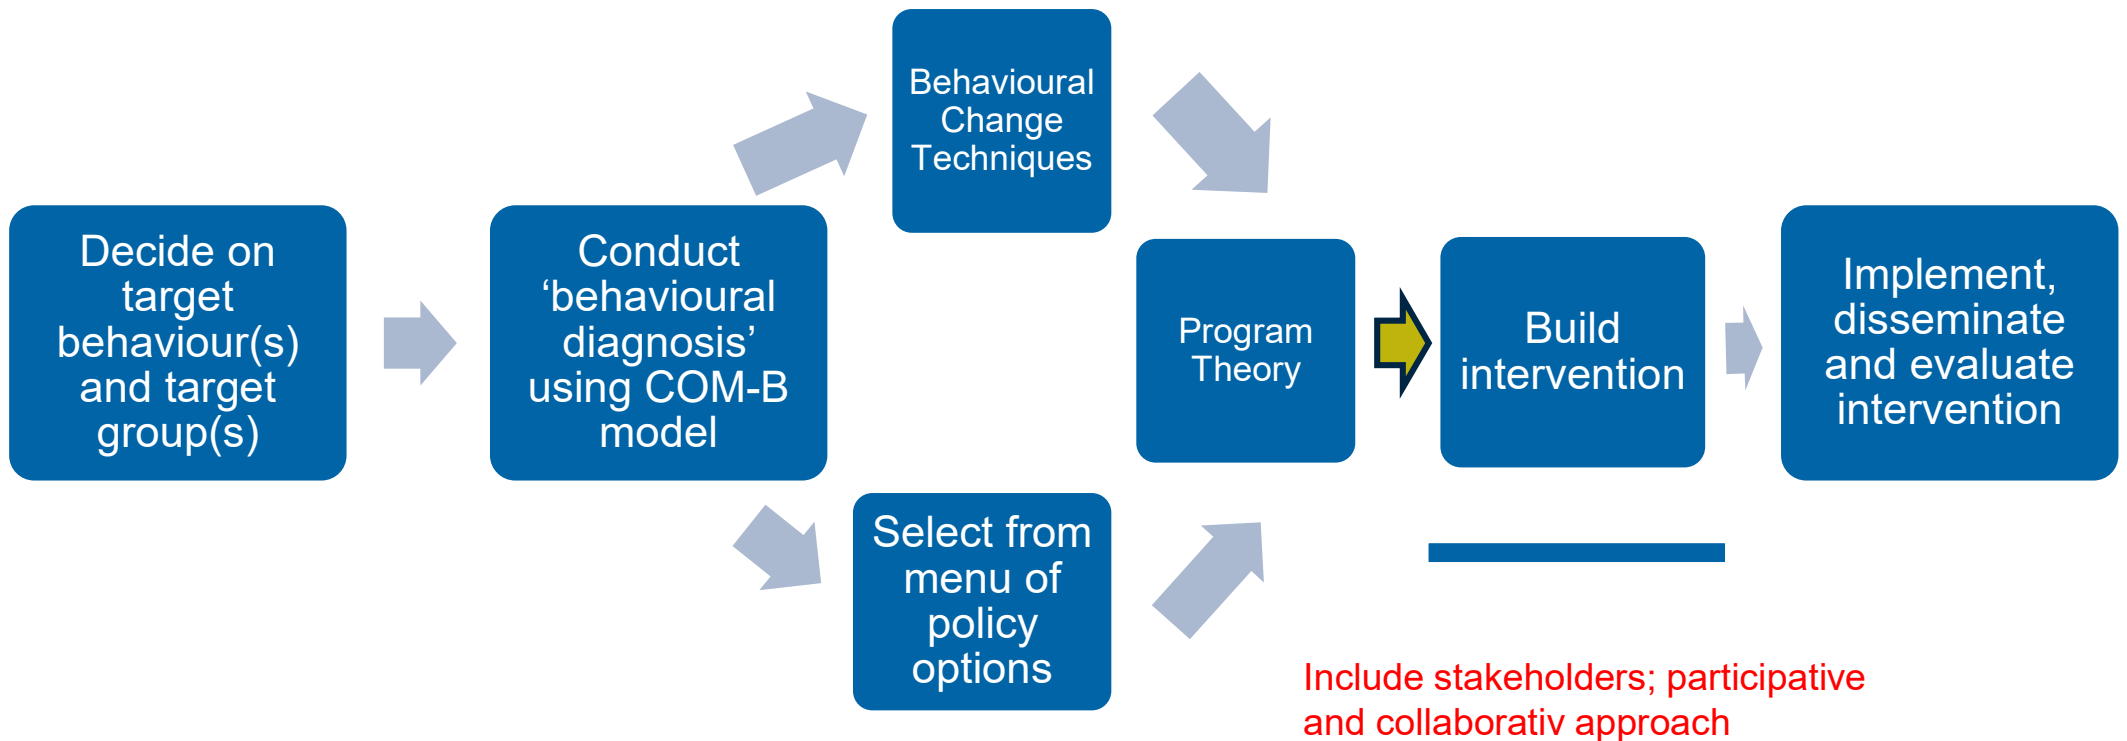 Decide on
target
behaviour(s)
and target
group(s)
Conduct
‘behavioural
diagnosis’
using COM-B
model
Behavioural
Change
Techniques
Select from
menu of
policy
options
Program
Theory
Build
intervention
Implement,
disseminate
and evaluate
intervention
Include stakeholders; participative
and collaborativ approach